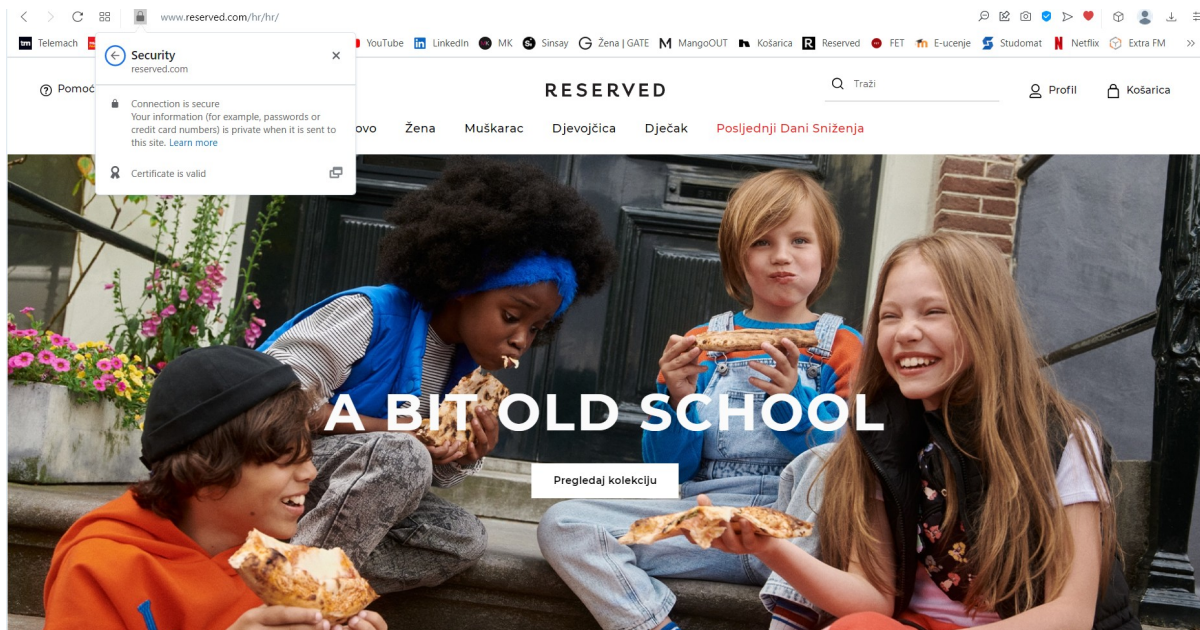 www.reserved.com/hr/hr/
Telemach
YouTube
LinkedIn
MK
Sinsay
Žena | GATE
MangoOUT
Košarica
Reserved
FET
E-ucenje
Studomat
Netflix
Extra FM
Security
reserved.com
Connection is secure
Your information (for example, passwords or
credit card numbers) is private when it is sent to
this site. Learn more
Certificate is valid
Pomoć
RESERVED
Traži
Profil
Košarica
ovo
Žena
Muškarac
Djevojčica
Dječak
Posljednji Dani Sniženja
A BIT OLD SCHOOL
Pregledaj kolekciju